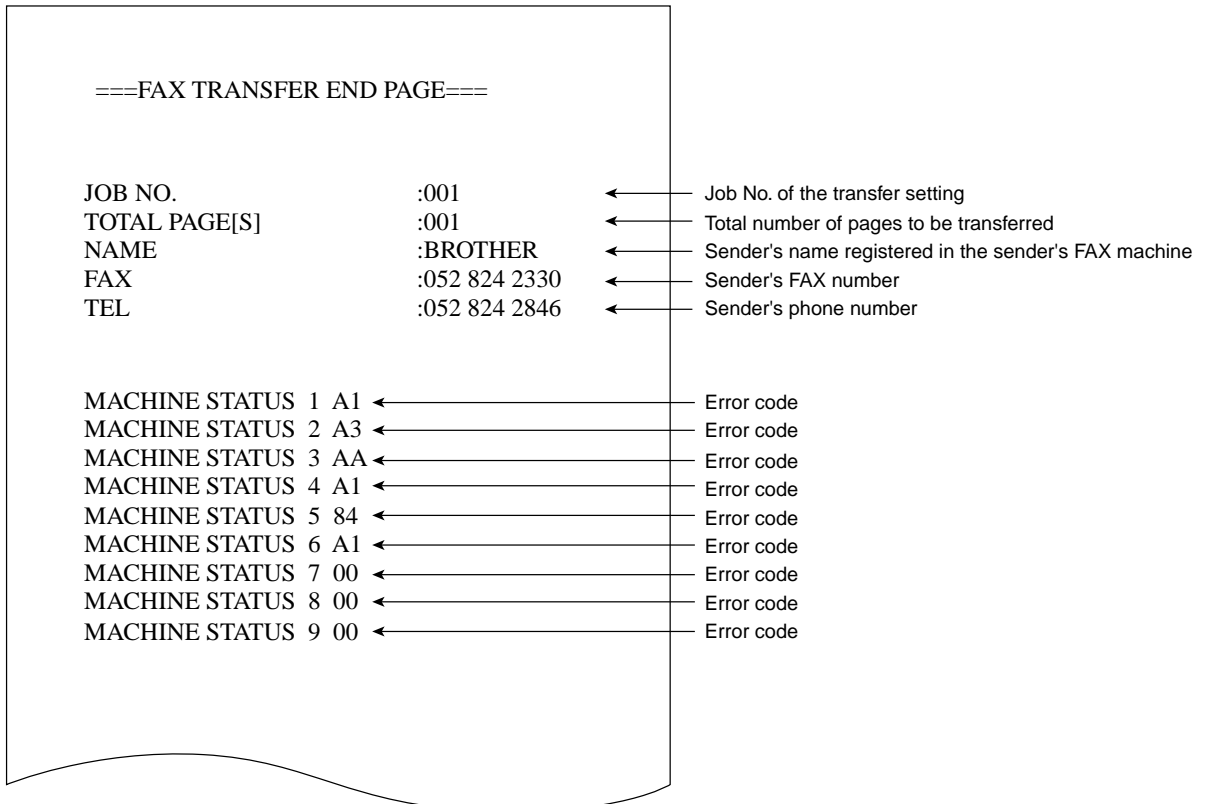 ===FAX TRANSFER END PAGE===
JOB NO. :001 Job No. of the transfer setting
TOTAL PAGE[S] :001 Total number of pages to be transferred
NAME :BROTHER Sender's name registered in the sender's FAX machine
FAX :052 824 2330 Sender's FAX number
TEL :052 824 2846 Sender's phone number
MACHINE STATUS 1 A1 Error code
MACHINE STATUS 2 A3 Error code
MACHINE STATUS 3 AA Error code
MACHINE STATUS 4 A1 Error code
MACHINE STATUS 5 84 Error code
MACHINE STATUS 6 A1 Error code
MACHINE STATUS 7 00 Error code
MACHINE STATUS 8 00 Error code
MACHINE STATUS 9 00 Error code